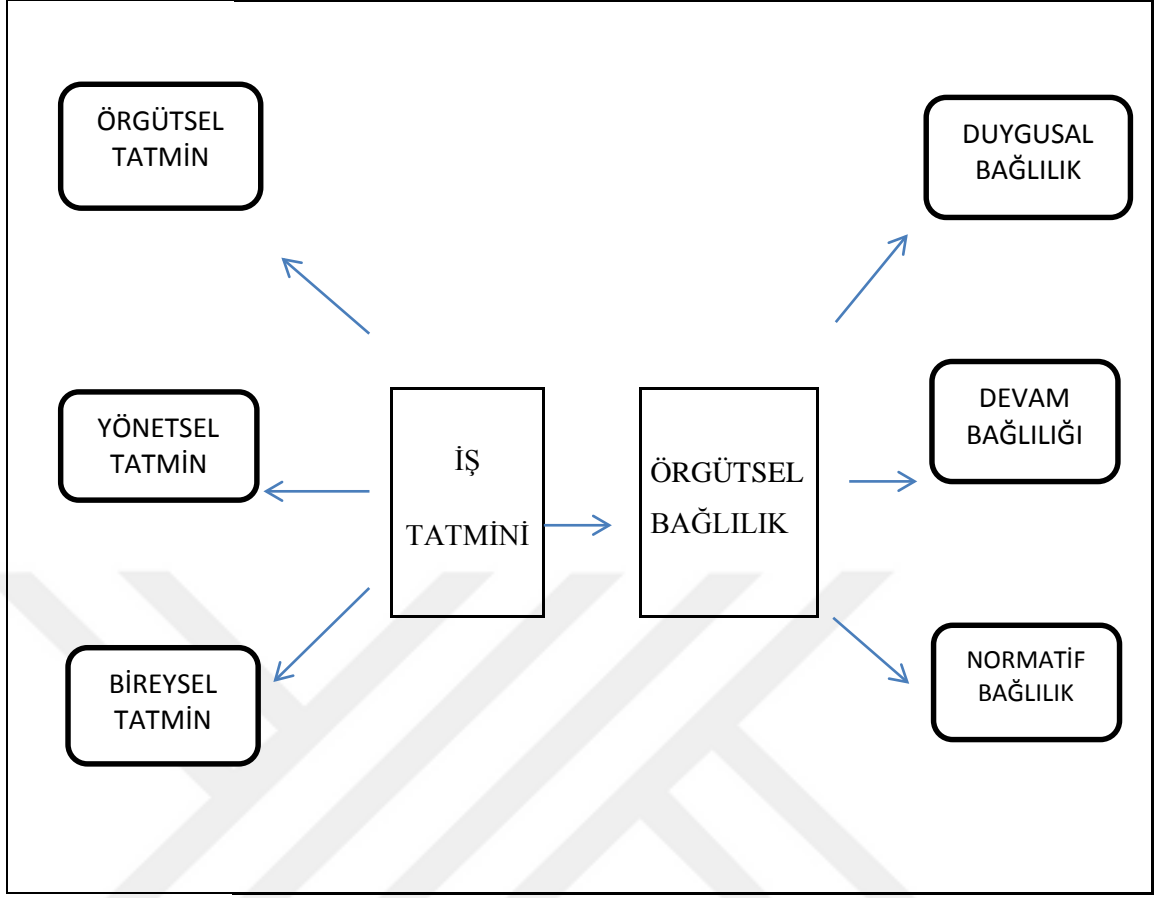 ÖRGÜTSEL
TATMİN
DUYGUSAL
BAĞLILIK
YÖNETSEL
TATMİN
İŞ
TATMİNİ
ÖRGÜTSEL
BAĞLILIK
DEVAM
BAĞLILIĞI
BİREYSEL
TATMİN
NORMATİF
BAĞLILIK